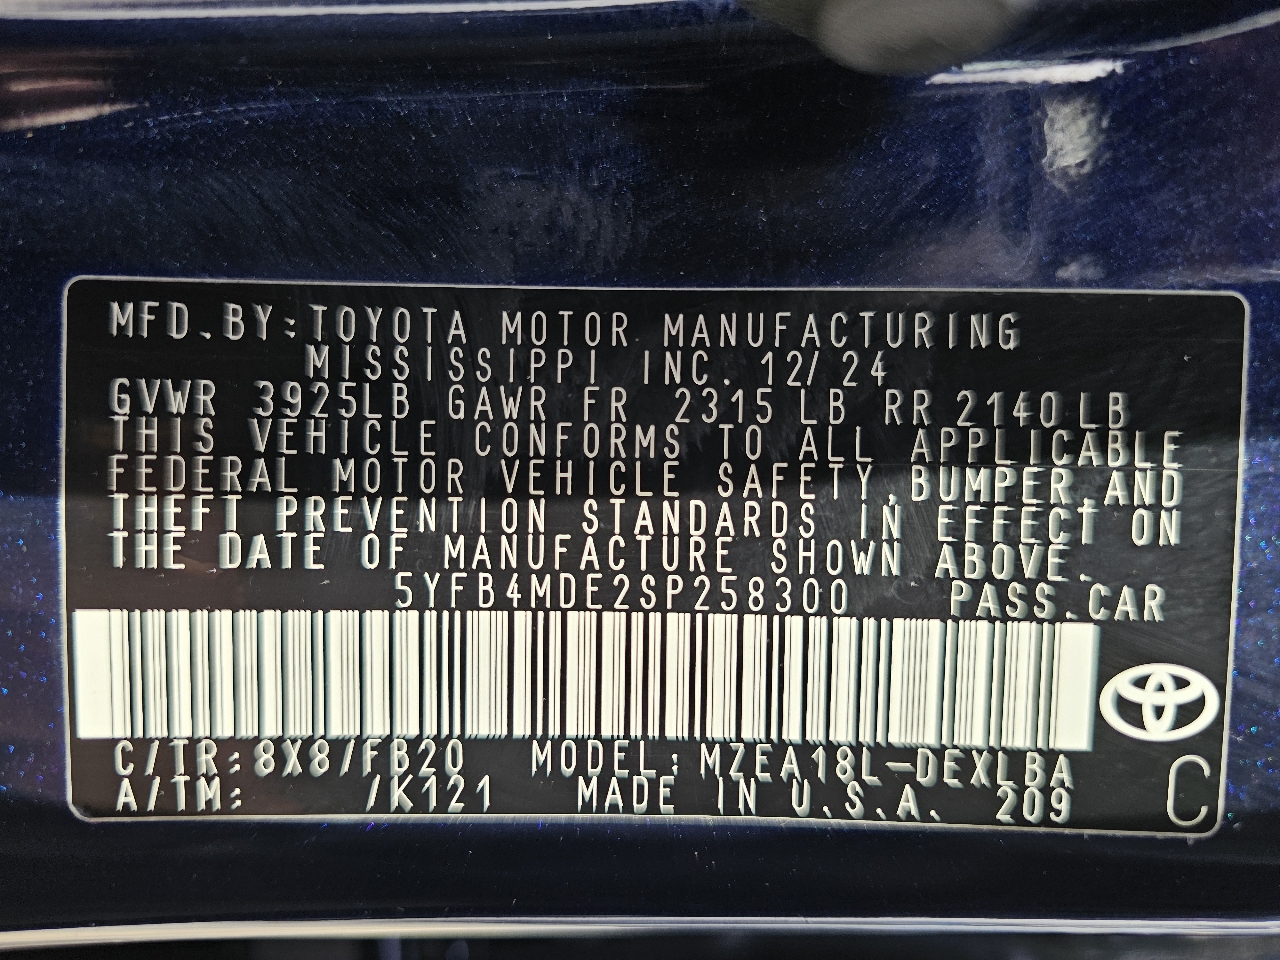 MFD.BY:TOYOTA MOTOR MANUFACTURING
MISSISSIPPI INC. 12/24
GVWR 3925LB GAWR FR 2315 LB RR 2140LB
THIS VEHICLE CONFORMS TO ALL APPLICABLE
FEDERAL MOTOR VEHICLE SAFETY,BUMPER,AND
THEFT PREVENTION STANDARDS IN EFFECT ON
THE DATE OF MANUFACTURE SHOWN ABOVE.
5YFB4MDE2SP258300 PASS.CAR
C/TR:8X8/FB20 MODEL:MZEA18L-DEXLBA
A/TM: /K121 MADE IN U.S.A. 209 C